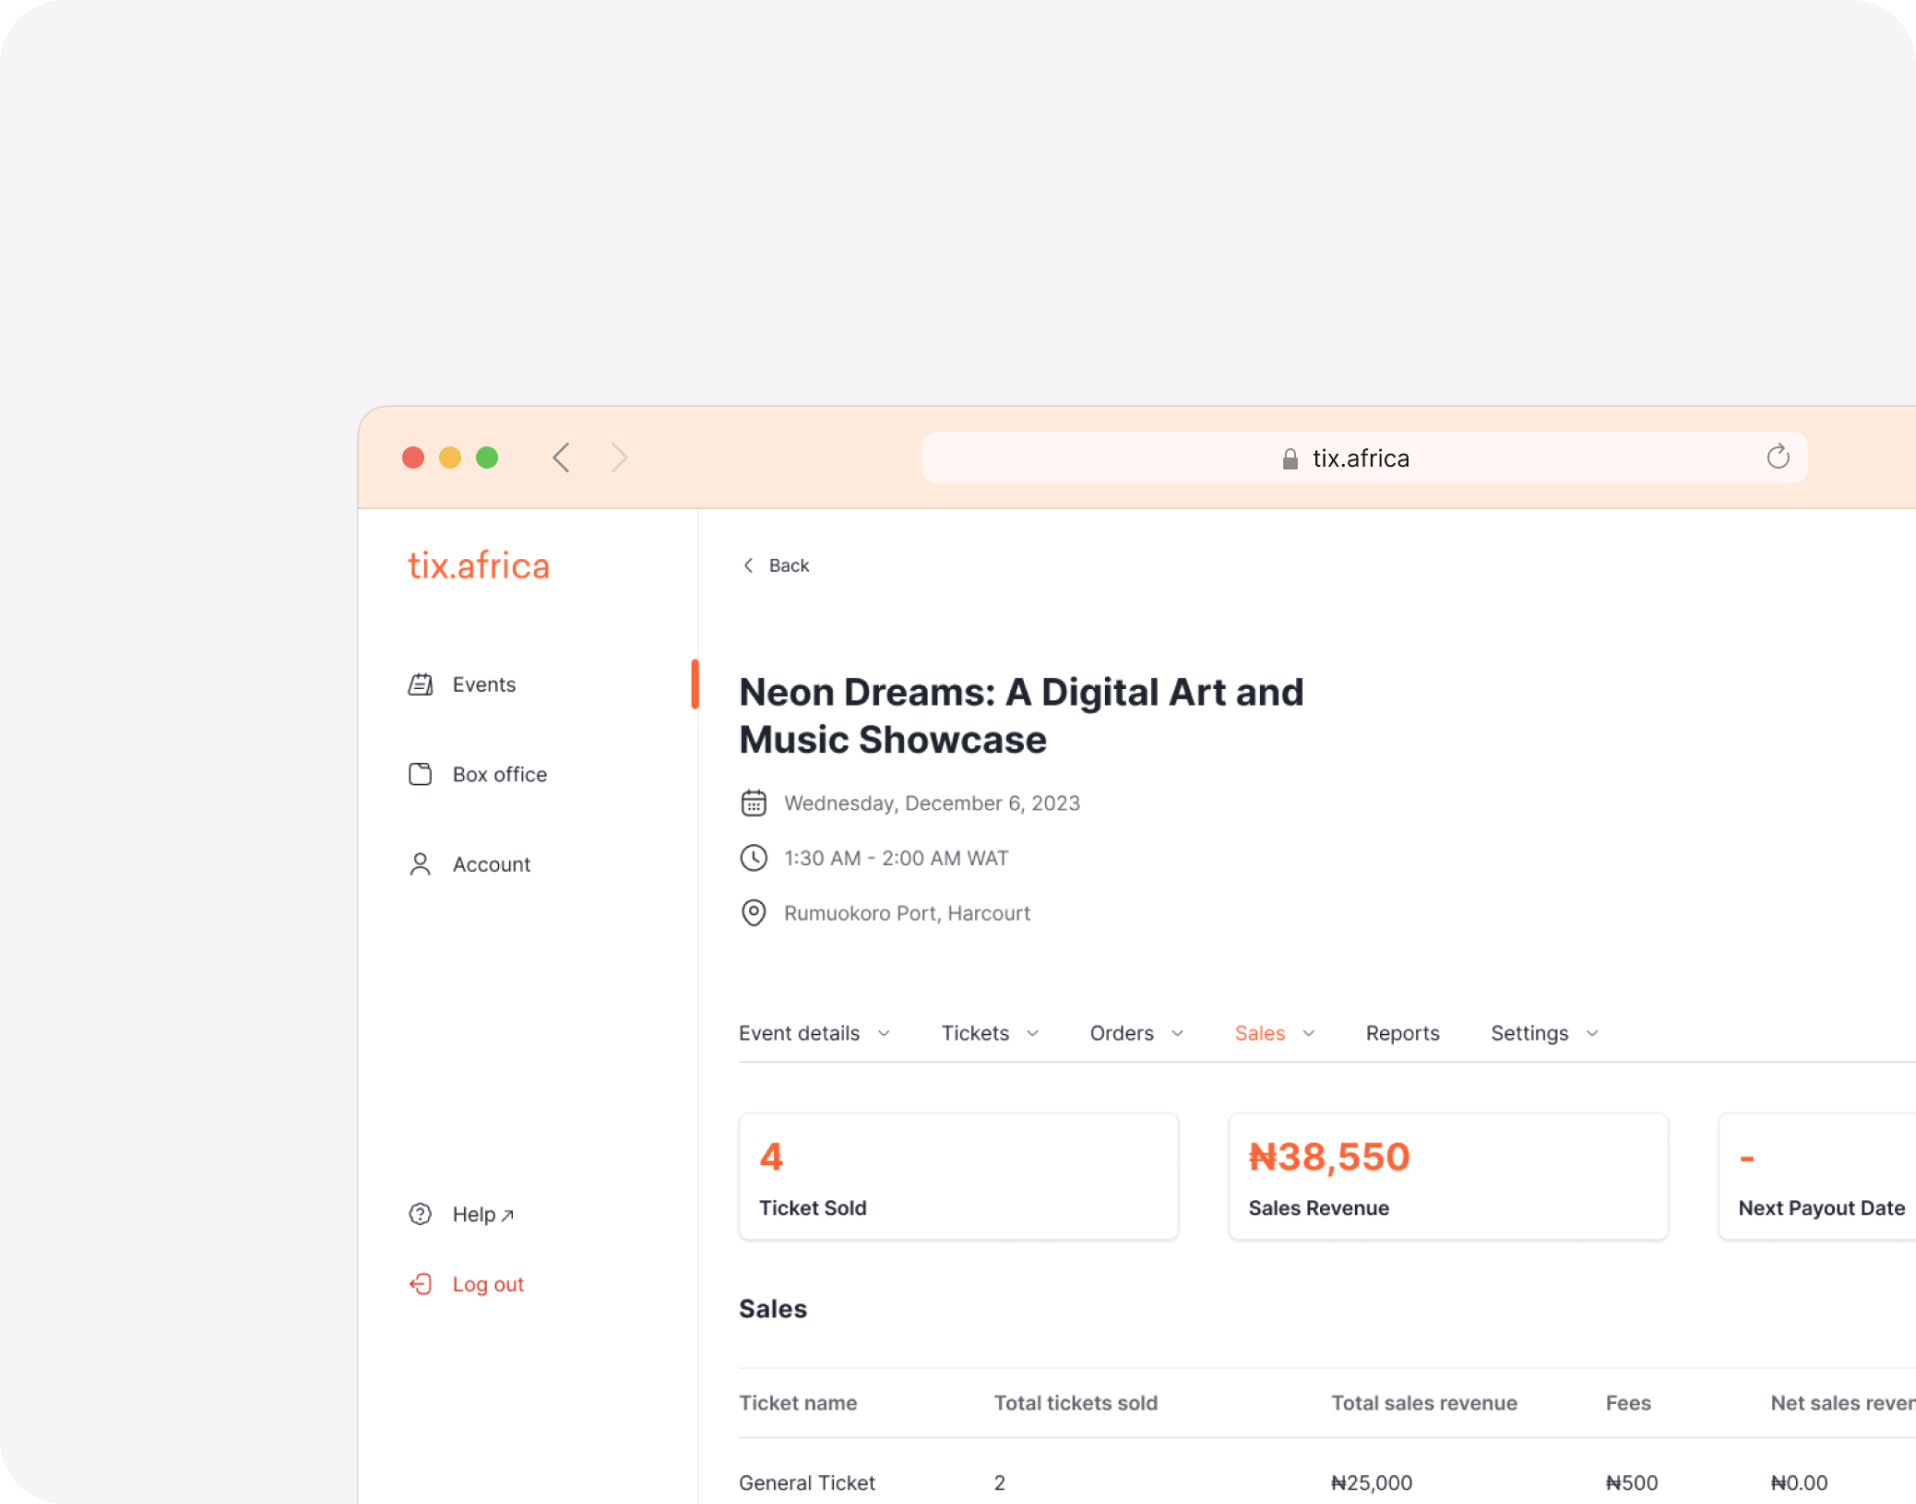 tix.africa
tix.africa
Back
Events
Box office
Account
Help
Log out
Neon Dreams: A Digital Art and
Music Showcase
Wednesday, December 6, 2023
1:30 AM - 2:00 AM WAT
Rumuokoro Port, Harcourt
Event details Tickets Orders Sales Reports Settings
4
Ticket Sold
₦38,550
Sales Revenue
-
Next Payout Date
Sales
Ticket name Total tickets sold Total sales revenue Fees Net sales reven
General Ticket 2 ₦25,000 ₦500 ₦0.00